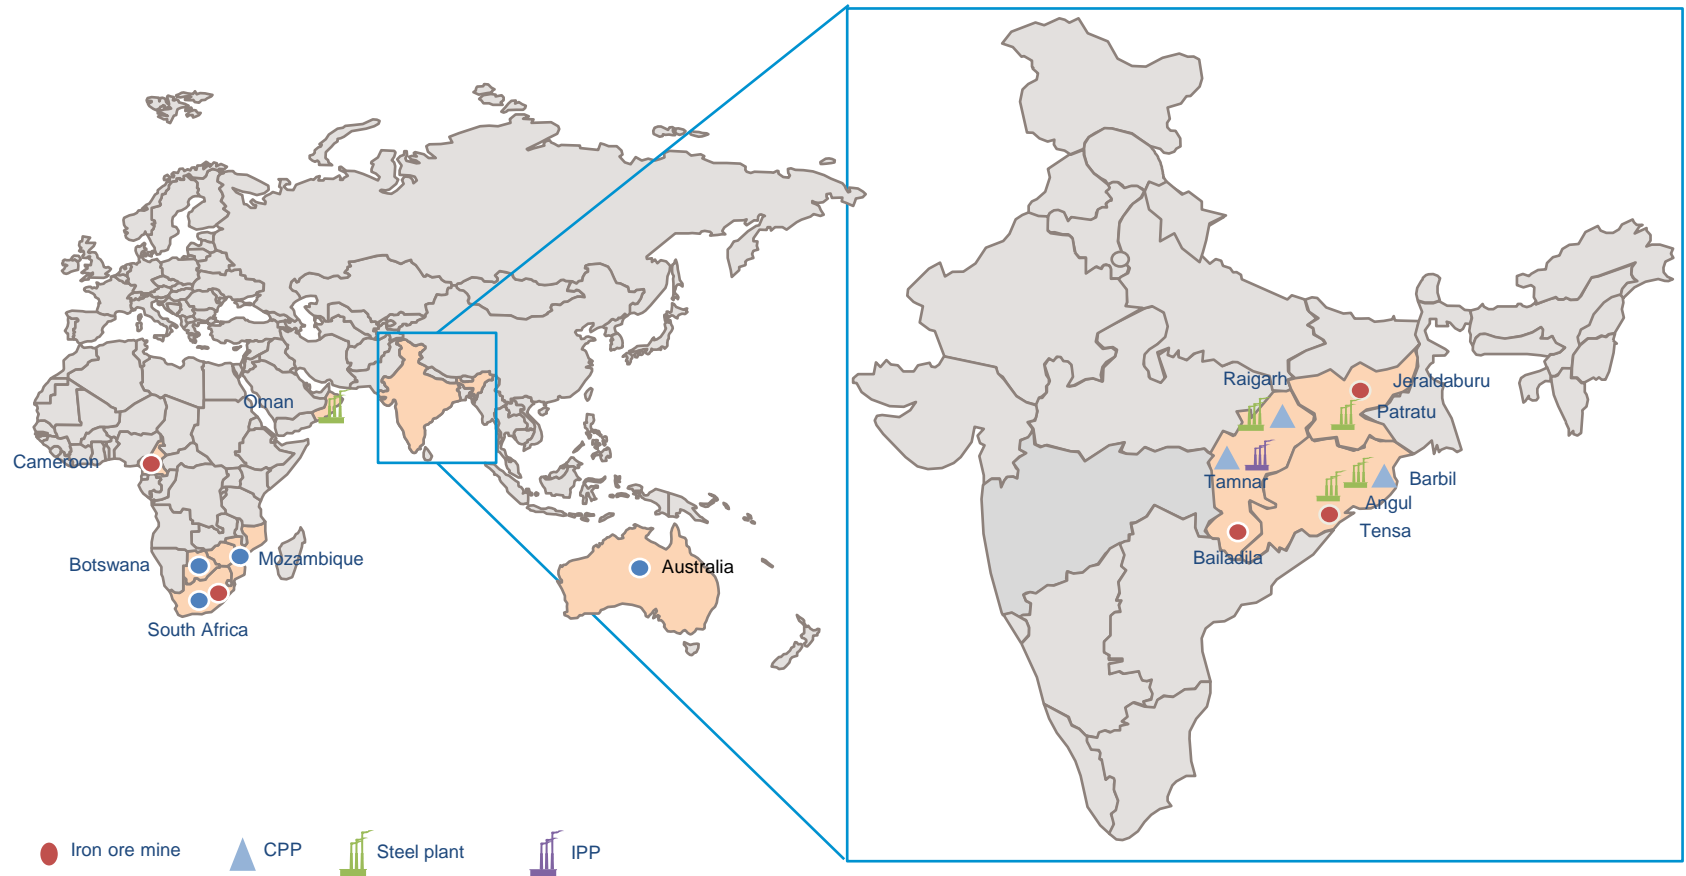 Oman
Cameroon
Botswana
Mozambique
South Africa
Australia
Raigarh
Jeraldaburu
Patratu
Tamnar
Barbil
Angul
Tensa
Bailadila
Iron ore mine
CPP
Steel plant
IPP